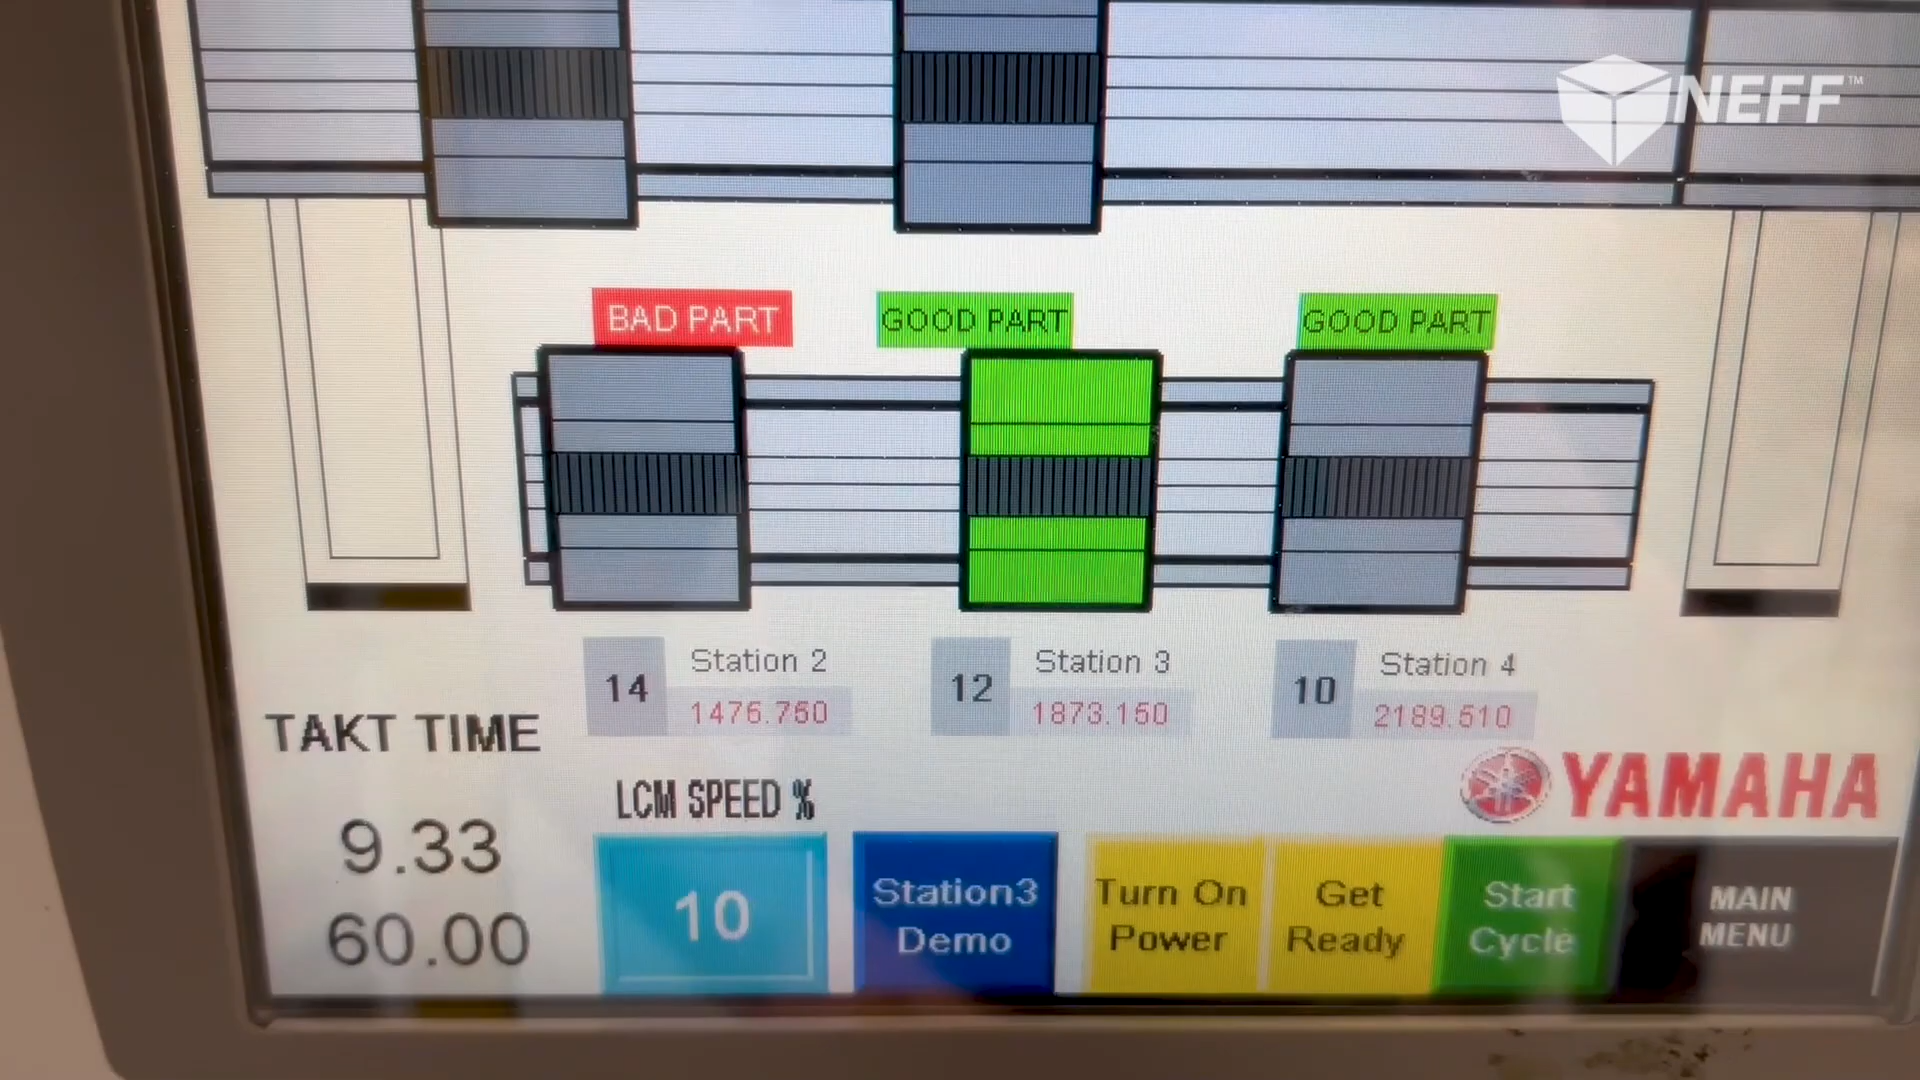 NEFF™
BAD PART
GOOD PART
GOOD PART
Station 2
14
1476.750
Station 3
12
1873.150
Station 4
10
2189.510
TAKT TIME
9.33
60.00
LCM SPEED %
10
YAMAHA
Station3
Demo
Turn On
Power
Get
Ready
Start
Cycle
MAIN
MENU